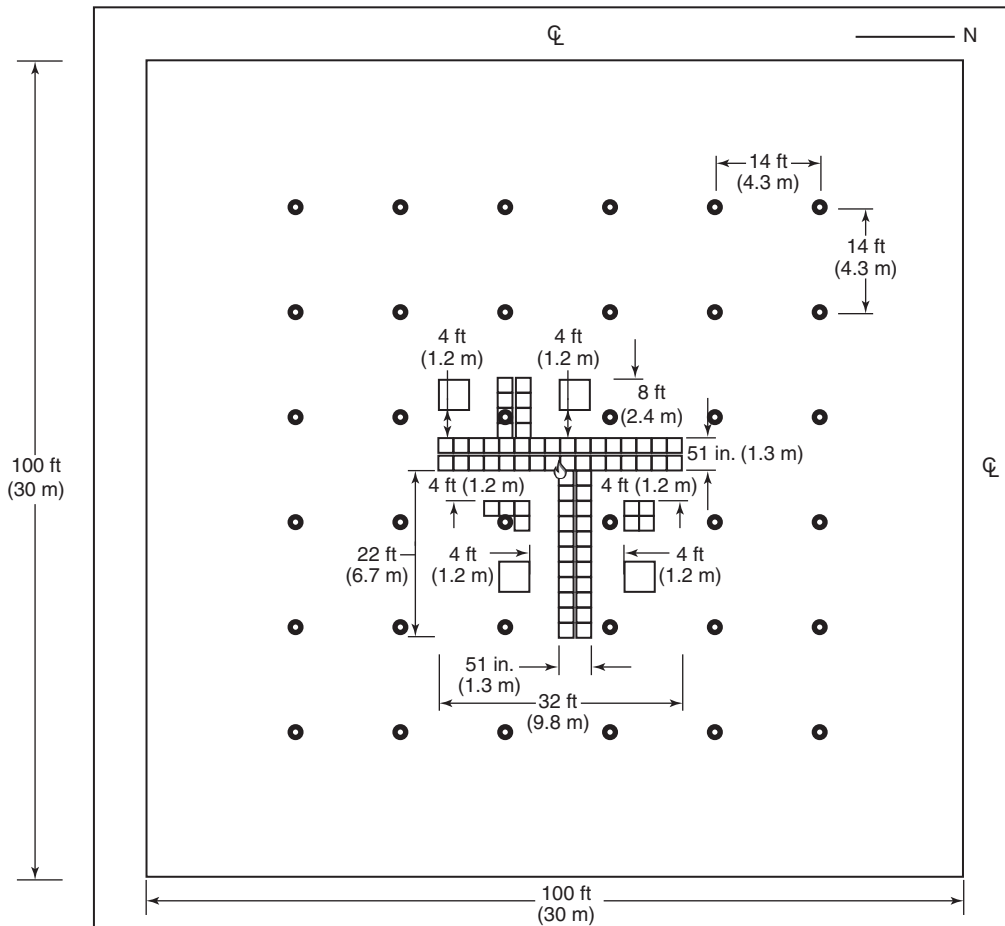 ℄
N
14 ft
(4.3 m)
14 ft
(4.3 m)
4 ft
(1.2 m)
4 ft
(1.2 m)
8 ft
(2.4 m)
51 in. (1.3 m)
100 ft
(30 m)
℄
4 ft (1.2 m)
4 ft (1.2 m)
22 ft
(6.7 m)
4 ft
(1.2 m)
4 ft
(1.2 m)
51 in.
(1.3 m)
32 ft
(9.8 m)
100 ft
(30 m)